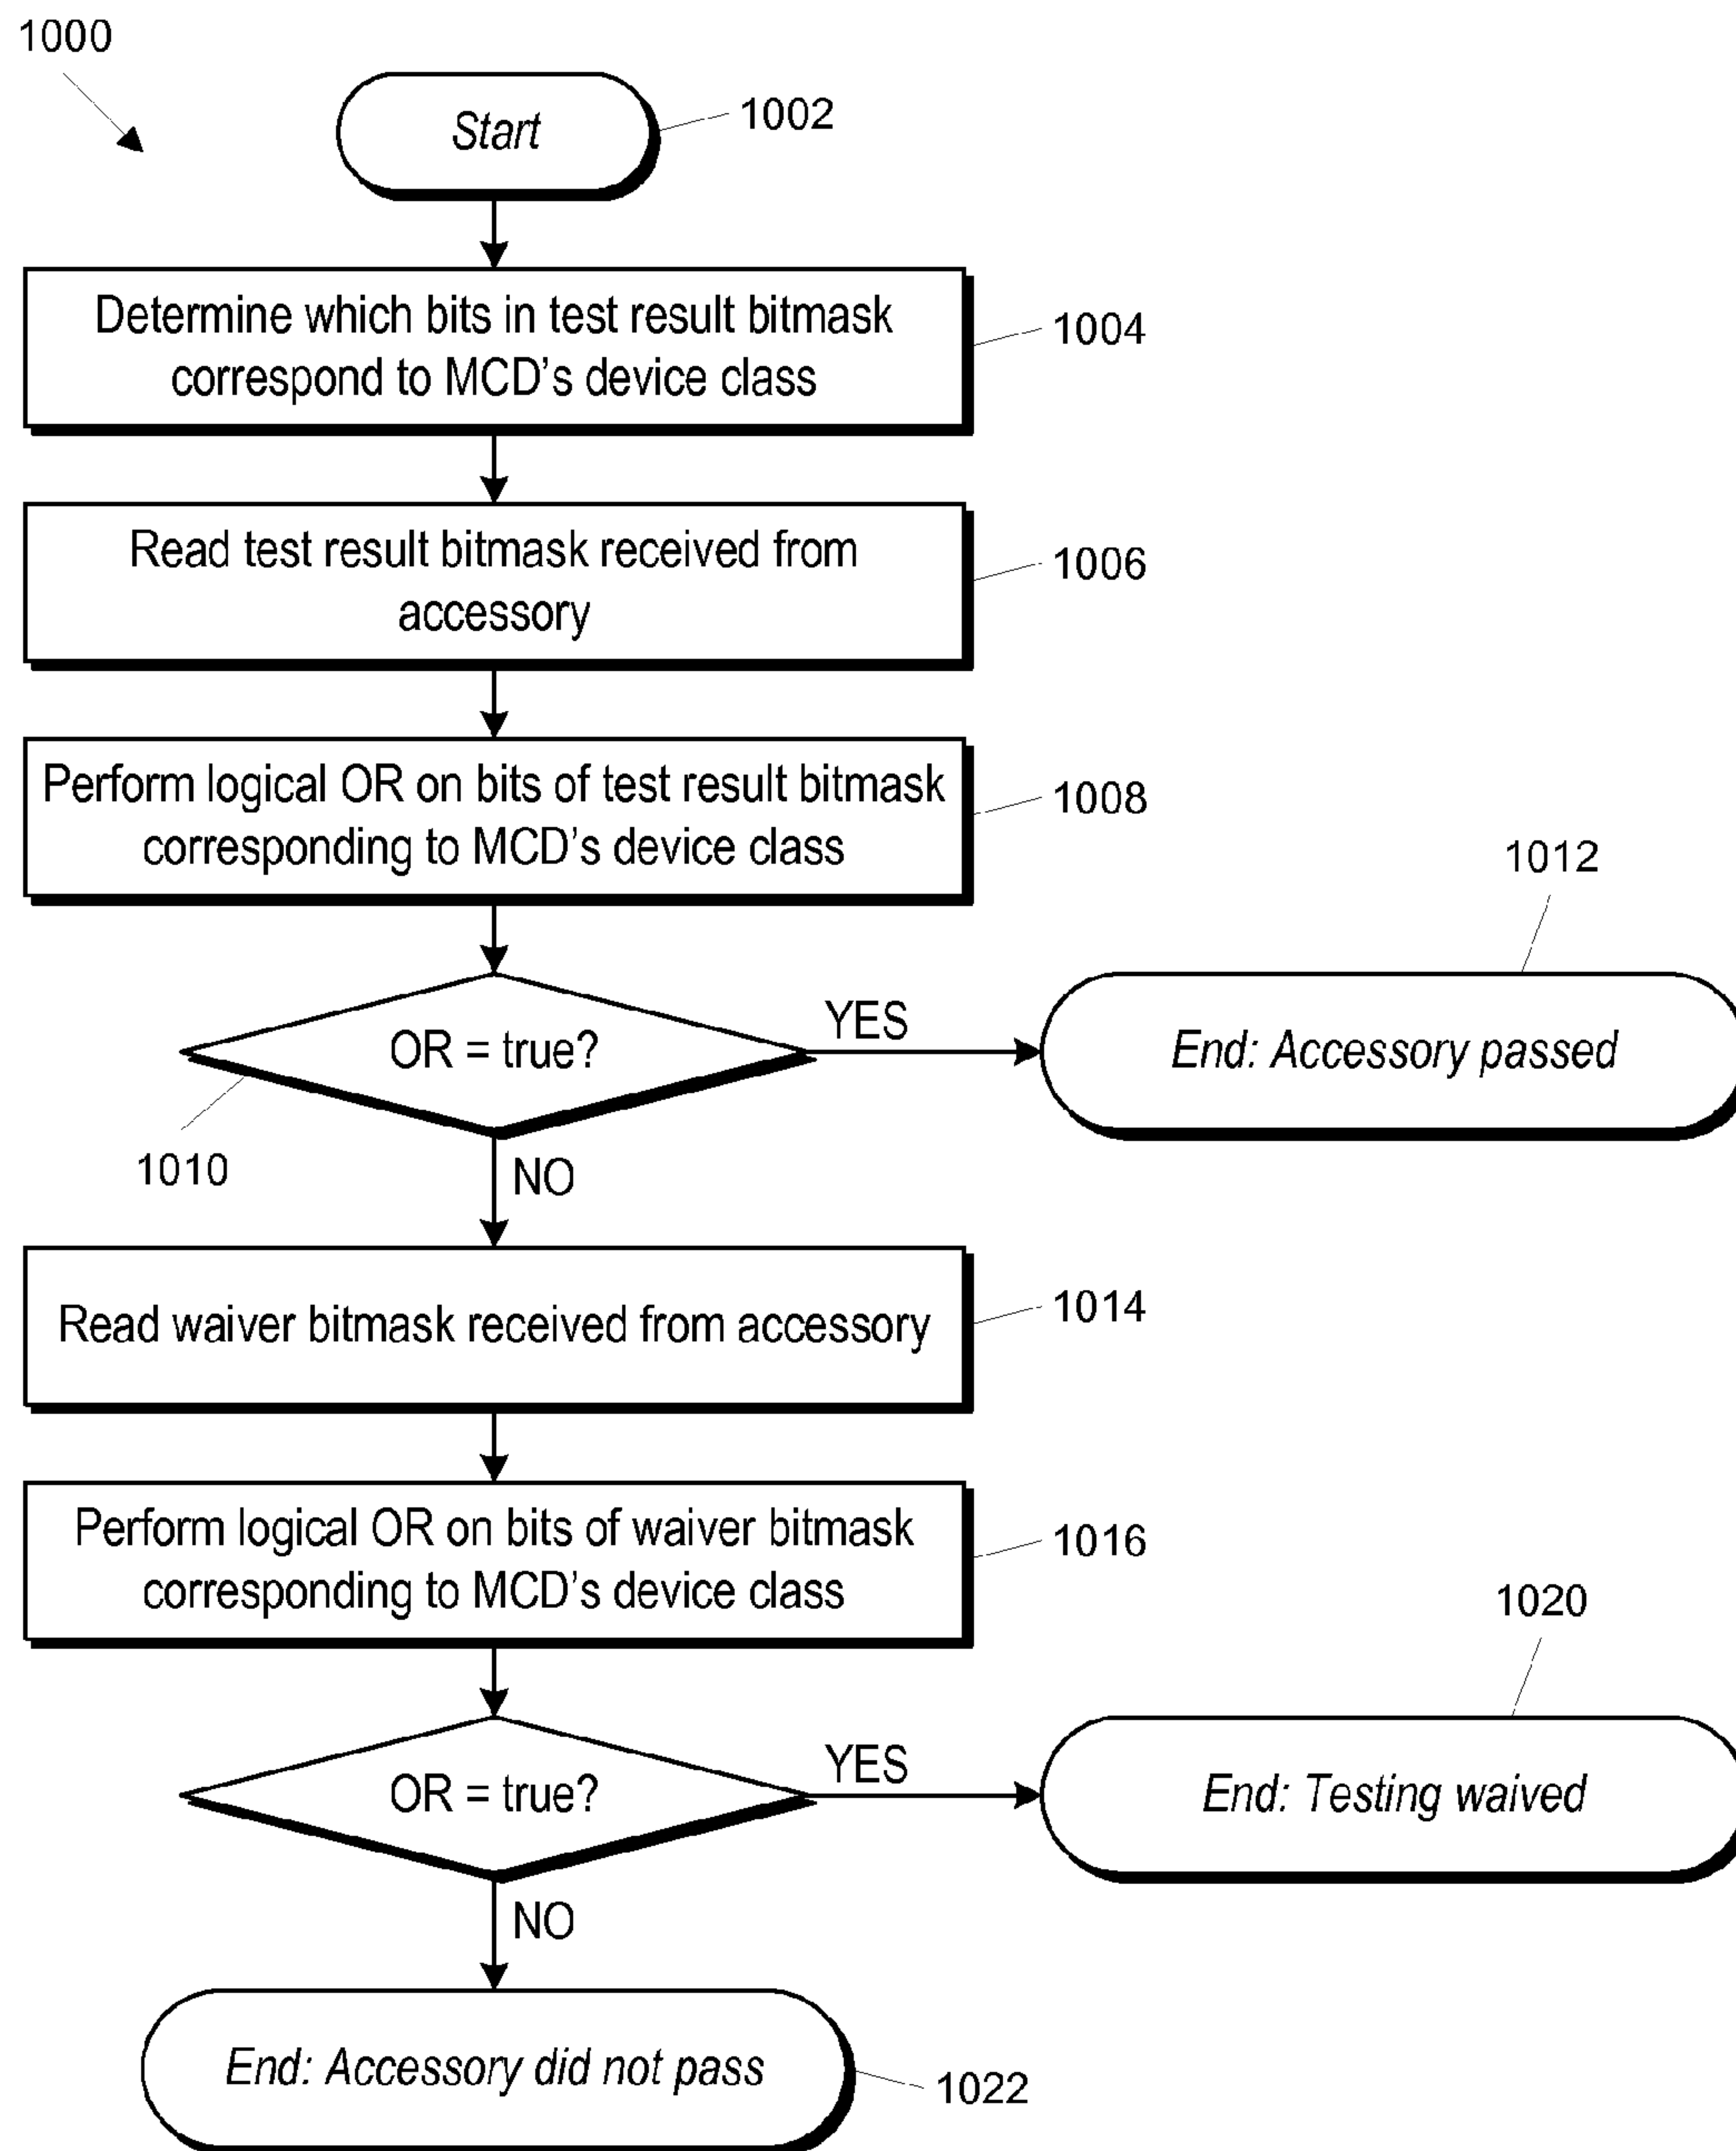 1000
Start
1002
Determine which bits in test result bitmask
correspond to MCD's device class
1004
Read test result bitmask received from
accessory
1006
Perform logical OR on bits of test result bitmask
corresponding to MCD's device class
1008
1012
OR = true?
YES
End: Accessory passed
1010
NO
Read waiver bitmask received from accessory
1014
Perform logical OR on bits of waiver bitmask
corresponding to MCD's device class
1016
1020
OR = true?
YES
End: Testing waived
NO
End: Accessory did not pass
1022